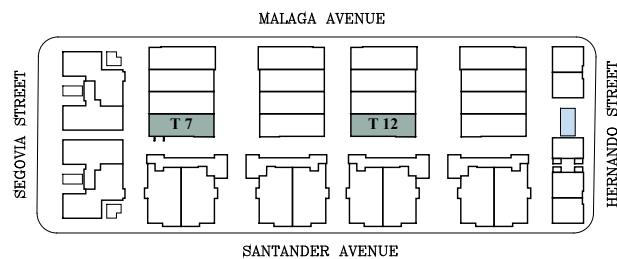 MALAGA AVENUE
SEGOVIA STREET
T 7
T 12
HERNANDO STREET
SANTANDER AVENUE